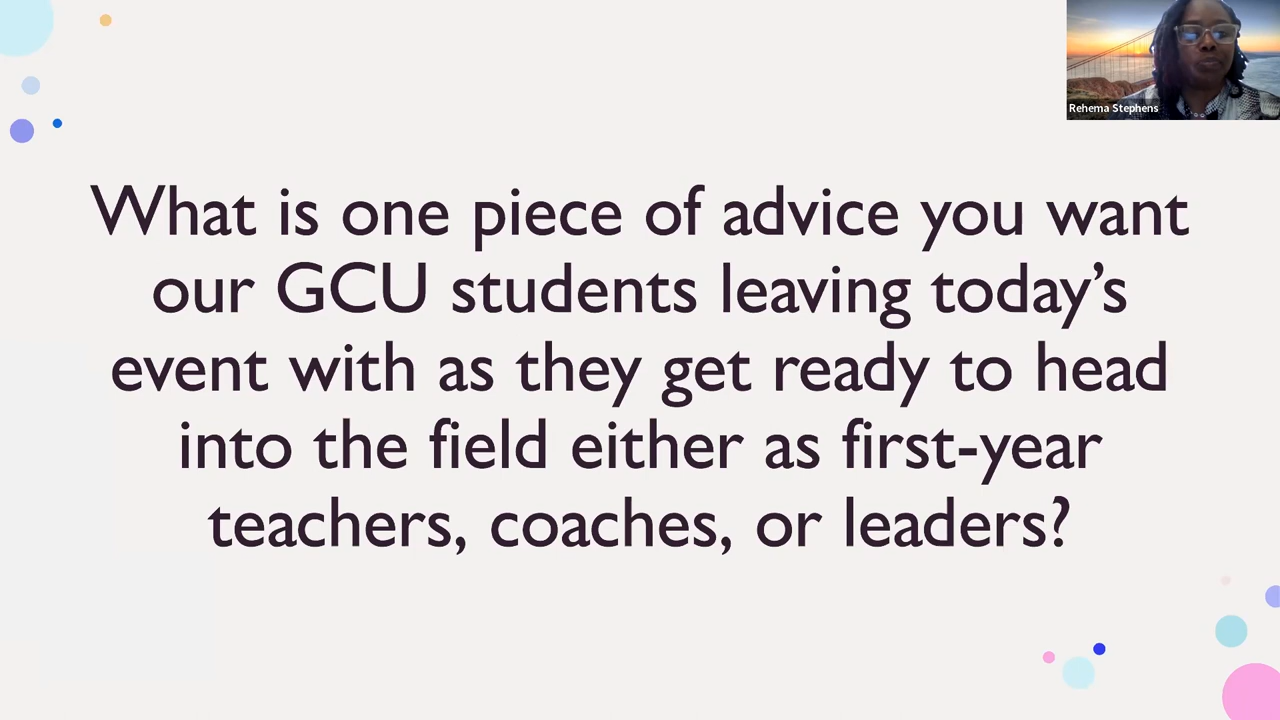 Rehema Stephens
What is one piece of advice you want
our GCU students leaving today’s
event with as they get ready to head
into the field either as first-year
teachers, coaches, or leaders?